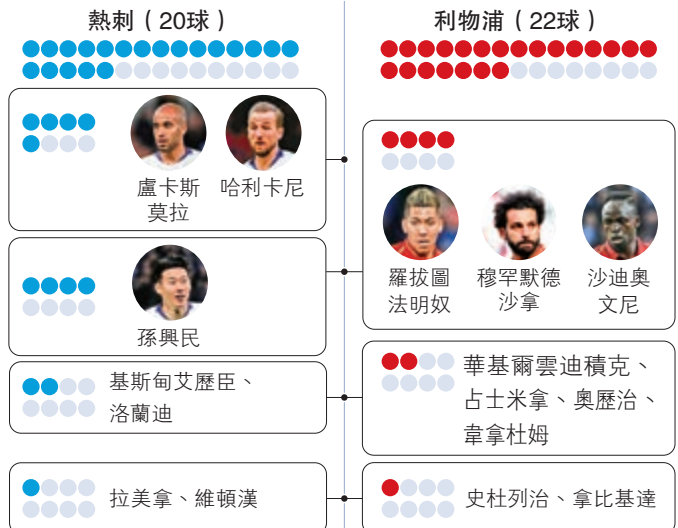 熱刺（20球）
盧卡斯
莫拉
哈利卡尼
孫興民
基斯甸艾歷臣、
洛蘭迪
拉美拿、維頓漢
利物浦（22球）
羅拔圖
法明奴
穆罕默德
沙拿
沙迪奧
文尼
華基爾雲迪積克、
占士米拿、奧歷治、
韋拿杜姆
史杜列治、拿比基達